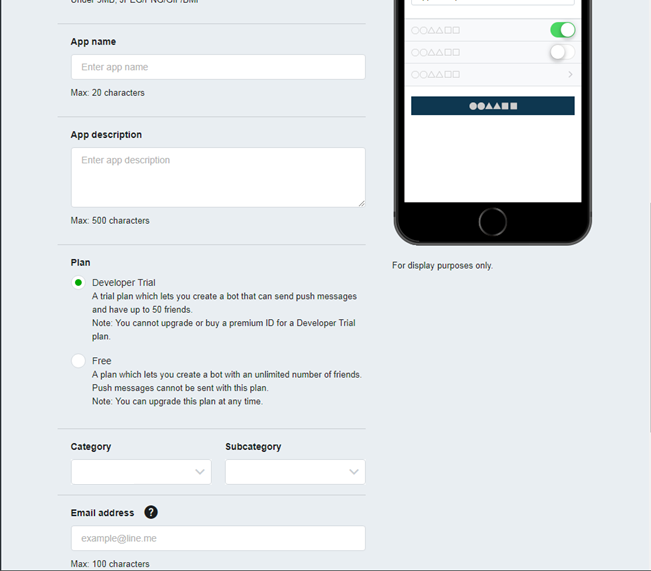 App name
Enter app name
Max: 20 characters
App description
Enter app description
Max: 500 characters
Plan
Developer Trial
A trial plan which lets you create a bot that can send push messages
and have up to 50 friends.
Note: You cannot upgrade or buy a premium ID for a Developer Trial
plan.
Free
A plan which lets you create a bot with an unlimited number of friends.
Push messages cannot be sent with this plan.
Note: You can upgrade this plan at any time.
Category
Subcategory
Email address ?
example@line.me
Max: 100 characters
For display purposes only.